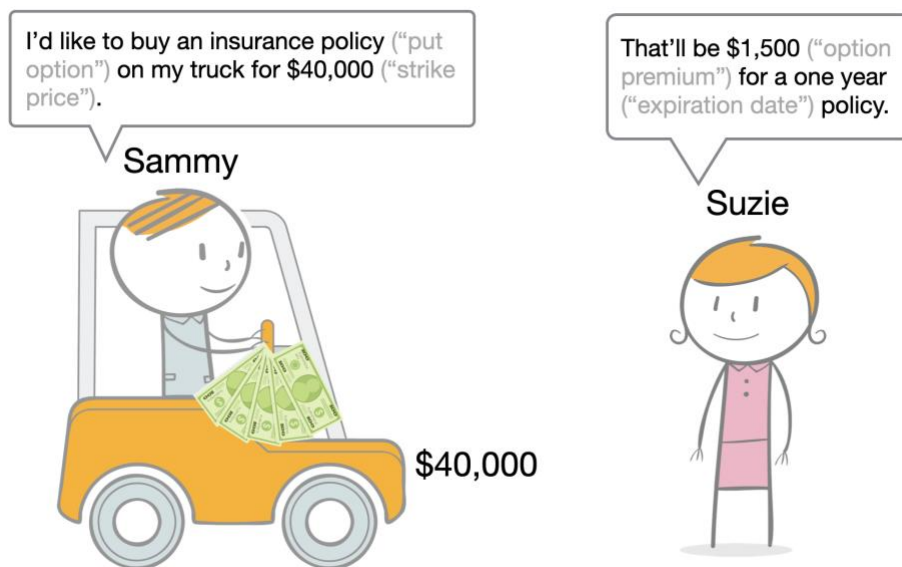 I’d like to buy an insurance policy (“put
option”) on my truck for $40,000 (“strike
price”).
Sammy
$40,000
That’ll be $1,500 (“option
premium”) for a one year
(“expiration date”) policy.
Suzie